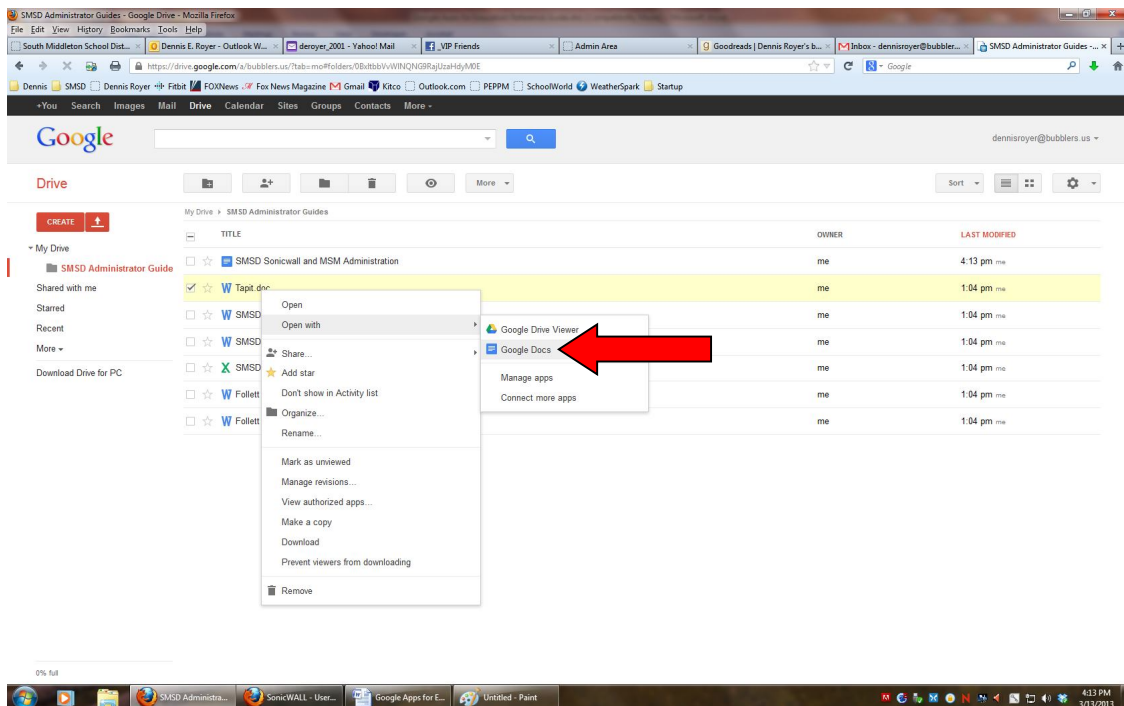 SMSD Administrator Guides - Google Drive - Mozilla Firefox
File Edit View History Bookmarks Tools Help
South Middleton School Dist... Dennis E. Royer - Outlook W... deroyer_2001 - Yahoo! Mail _VIP Friends Admin Area Goodreads | Dennis Royer's b... Inbox - dennisroyer@bubbler... SMSD Administrator Guides -...
Google
Dennis SMSD Dennis Royer Fitbit FOXNews Fox News Magazine Gmail Kitco Outlook.com PEPPM SchoolWorld WeatherSpark Startup
+You Search Images Mail Drive Calendar Sites Groups Contacts More
Google dennisroyer@bubblers.us
Drive More Sort
My Drive SMSD Administrator Guides
CREATE
TITLE OWNER LAST MODIFIED
My Drive
SMSD Administrator Guide
Shared with me
Starred
Recent
More
Download Drive for PC
SMSD Sonicwall and MSM Administration me 4:13 pm me
Tapit.doc me 1:04 pm me
SMSD me 1:04 pm me
SMSD me 1:04 pm me
SMSD me 1:04 pm me
Follett me 1:04 pm me
Follett me 1:04 pm me
Open
Open with
Share...
Add star
Don't show in Activity list
Organize...
Rename...
Mark as unviewed
Manage revisions...
View authorized apps...
Make a copy
Download
Prevent viewers from downloading
Remove
Google Drive Viewer
Google Docs
Manage apps
Connect more apps
0% full
SMSD Administra... SonicWALL - User... Google Apps for E... Untitled - Paint
4:13 PM
3/13/2013